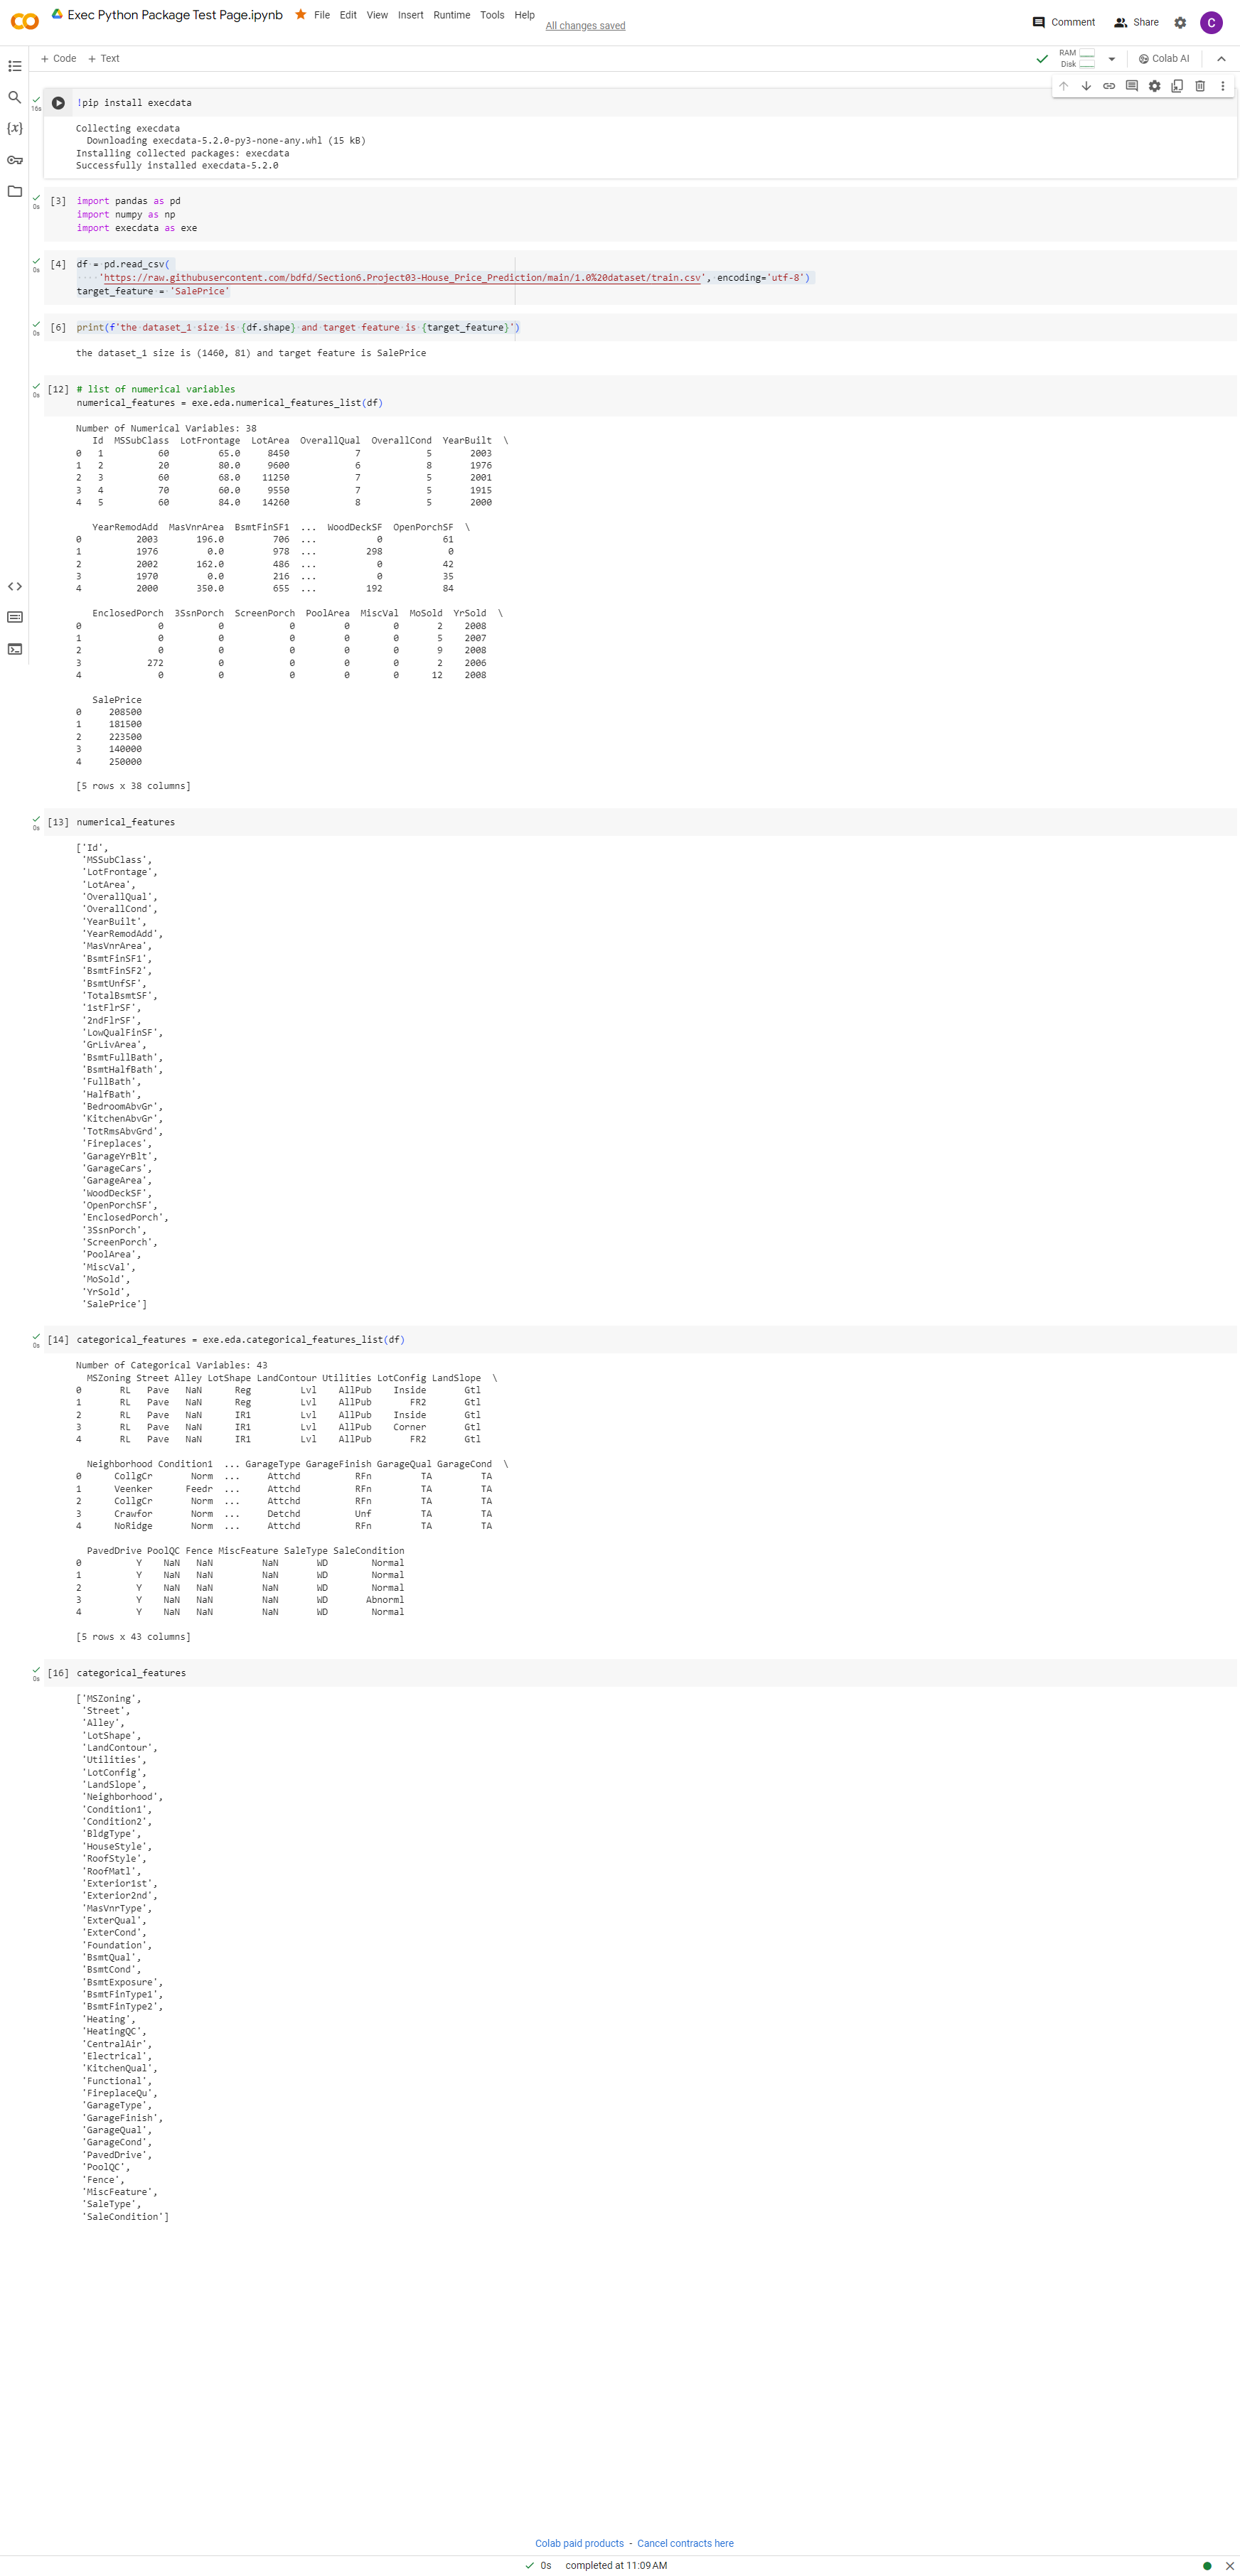 Exec Python Package Test Page.ipynb
File Edit View Insert Runtime Tools Help All changes saved
Comment Share C
+ Code + Text
RAM
Disk
Colab AI
16s
!pip install execdata
Collecting execdata
  Downloading execdata-5.2.0-py3-none-any.whl (15 kB)
Installing collected packages: execdata
Successfully installed execdata-5.2.0
[3] import pandas as pd
0s
import numpy as np
import execdata as exe
[4] df = pd.read_csv(
0s
'https://raw.githubusercontent.com/bdfd/Section6.Project03-House_Price_Prediction/main/1.0%20dataset/train.csv', encoding='utf-8')
target_feature = 'SalePrice'
[6] print(f'the dataset_1 size is {df.shape} and target feature is {target_feature}')
0s
the dataset_1 size is (1460, 81) and target feature is SalePrice
[12] # list of numerical variables
0s
numerical_features = exe.eda.numerical_features_list(df)
Number of Numerical Variables: 38
   Id  MSSubClass  LotFrontage  LotArea  OverallQual  OverallCond  YearBuilt  \
0   1          60         65.0     8450            7            5       2003
1   2          20         80.0     9600            6            8       1976
2   3          60         68.0    11250            7            5       2001
3   4          70         60.0     9550            7            5       1915
4   5          60         84.0    14260            8            5       2000
   YearRemodAdd  MasVnrArea  BsmtFinSF1  ...  WoodDeckSF  OpenPorchSF  \
0          2003       196.0         706  ...           0           61
1          1976         0.0         978  ...         298            0
2          2002       162.0         486  ...           0           42
3          1970         0.0         216  ...           0           35
4          2000       350.0         655  ...         192           84
   EnclosedPorch  3SsnPorch  ScreenPorch  PoolArea  MiscVal  MoSold  YrSold  \
0              0          0            0         0        0       2    2008
1              0          0            0         0        0       5    2007
2              0          0            0         0        0       9    2008
3            272          0            0         0        0       2    2006
4              0          0            0         0        0      12    2008
   SalePrice
0     208500
1     181500
2     223500
3     140000
4     250000
[5 rows x 38 columns]
[13] numerical_features
0s
['Id',
 'MSSubClass',
 'LotFrontage',
 'LotArea',
 'OverallQual',
 'OverallCond',
 'YearBuilt',
 'YearRemodAdd',
 'MasVnrArea',
 'BsmtFinSF1',
 'BsmtFinSF2',
 'BsmtUnfSF',
 'TotalBsmtSF',
 '1stFlrSF',
 '2ndFlrSF',
 'LowQualFinSF',
 'GrLivArea',
 'BsmtFullBath',
 'BsmtHalfBath',
 'FullBath',
 'HalfBath',
 'BedroomAbvGr',
 'KitchenAbvGr',
 'TotRmsAbvGrd',
 'Fireplaces',
 'GarageYrBlt',
 'GarageCars',
 'GarageArea',
 'WoodDeckSF',
 'OpenPorchSF',
 'EnclosedPorch',
 '3SsnPorch',
 'ScreenPorch',
 'PoolArea',
 'MiscVal',
 'MoSold',
 'YrSold',
 'SalePrice']
[14] categorical_features = exe.eda.categorical_features_list(df)
0s
Number of Categorical Variables: 43
  MSZoning Street Alley LotShape LandContour Utilities LotConfig LandSlope  \
0       RL   Pave   NaN      Reg         Lvl    AllPub    Inside       Gtl
1       RL   Pave   NaN      Reg         Lvl    AllPub       FR2       Gtl
2       RL   Pave   NaN      IR1         Lvl    AllPub    Inside       Gtl
3       RL   Pave   NaN      IR1         Lvl    AllPub    Corner       Gtl
4       RL   Pave   NaN      IR1         Lvl    AllPub       FR2       Gtl
  Neighborhood Condition1  ... GarageType GarageFinish GarageQual GarageCond  \
0      CollgCr       Norm  ...     Attchd          RFn         TA         TA
1      Veenker      Feedr  ...     Attchd          RFn         TA         TA
2      CollgCr       Norm  ...     Attchd          RFn         TA         TA
3      Crawfor       Norm  ...     Detchd          Unf         TA         TA
4      NoRidge       Norm  ...     Attchd          RFn         TA         TA
  PavedDrive PoolQC Fence MiscFeature SaleType SaleCondition
0          Y    NaN   NaN         NaN       WD        Normal
1          Y    NaN   NaN         NaN       WD        Normal
2          Y    NaN   NaN         NaN       WD        Normal
3          Y    NaN   NaN         NaN       WD       Abnorml
4          Y    NaN   NaN         NaN       WD        Normal
[5 rows x 43 columns]
[16] categorical_features
0s
['MSZoning',
 'Street',
 'Alley',
 'LotShape',
 'LandContour',
 'Utilities',
 'LotConfig',
 'LandSlope',
 'Neighborhood',
 'Condition1',
 'Condition2',
 'BldgType',
 'HouseStyle',
 'RoofStyle',
 'RoofMatl',
 'Exterior1st',
 'Exterior2nd',
 'MasVnrType',
 'ExterQual',
 'ExterCond',
 'Foundation',
 'BsmtQual',
 'BsmtCond',
 'BsmtExposure',
 'BsmtFinType1',
 'BsmtFinType2',
 'Heating',
 'HeatingQC',
 'CentralAir',
 'Electrical',
 'KitchenQual',
 'Functional',
 'FireplaceQu',
 'GarageType',
 'GarageFinish',
 'GarageQual',
 'GarageCond',
 'PavedDrive',
 'PoolQC',
 'Fence',
 'MiscFeature',
 'SaleType',
 'SaleCondition']
Colab paid products - Cancel contracts here
0s completed at 11:09 AM